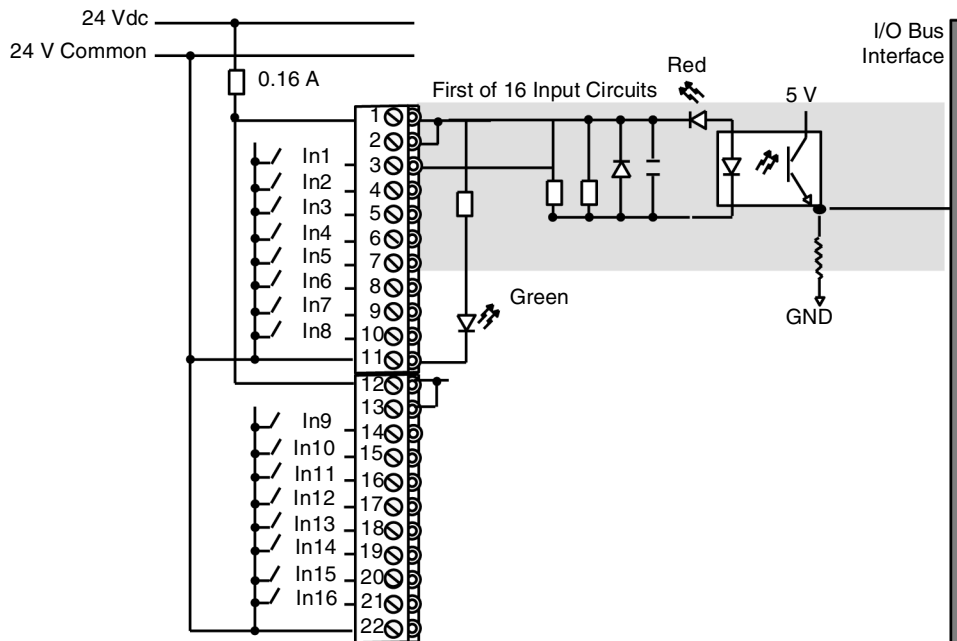 24 Vdc
24 V Common
0.16 A
First of 16 Input Circuits
Red
I/O Bus
Interface
5 V
GND
Green
1
2
In1 3
In2 4
In3 5
In4 6
In5 7
In6 8
In7 9
In8 10
11
12
13
In9 14
In10 15
In11 16
In12 17
In13 18
In14 19
In15 20
In16 21
22